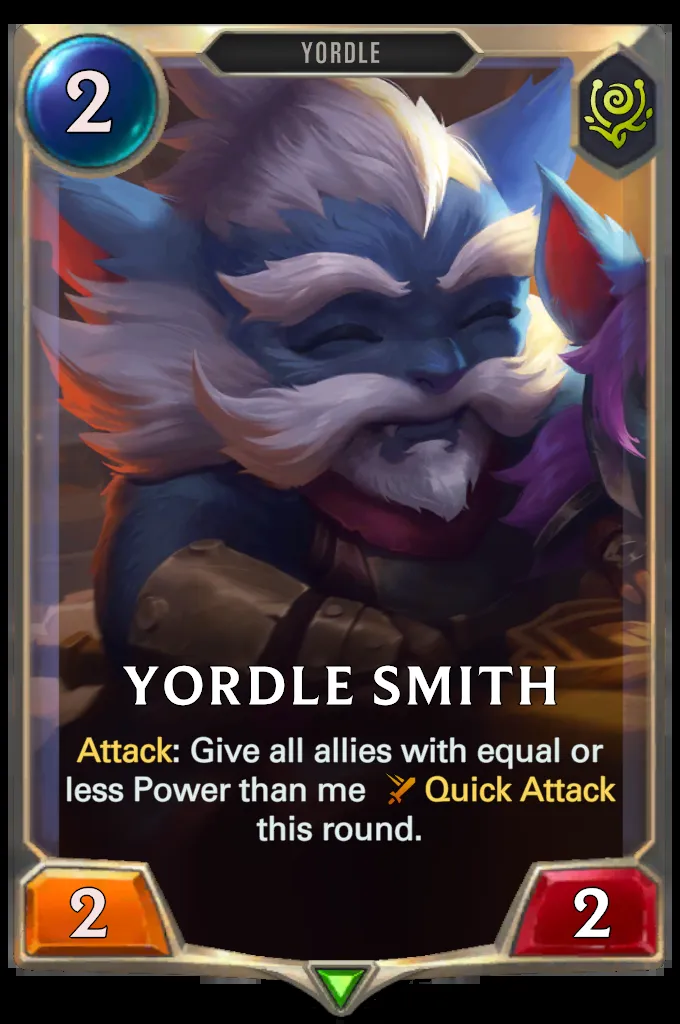 YORDLE
2
YORDLE SMITH
Attack: Give all allies with equal or
less Power than me Quick Attack
this round.
2
2